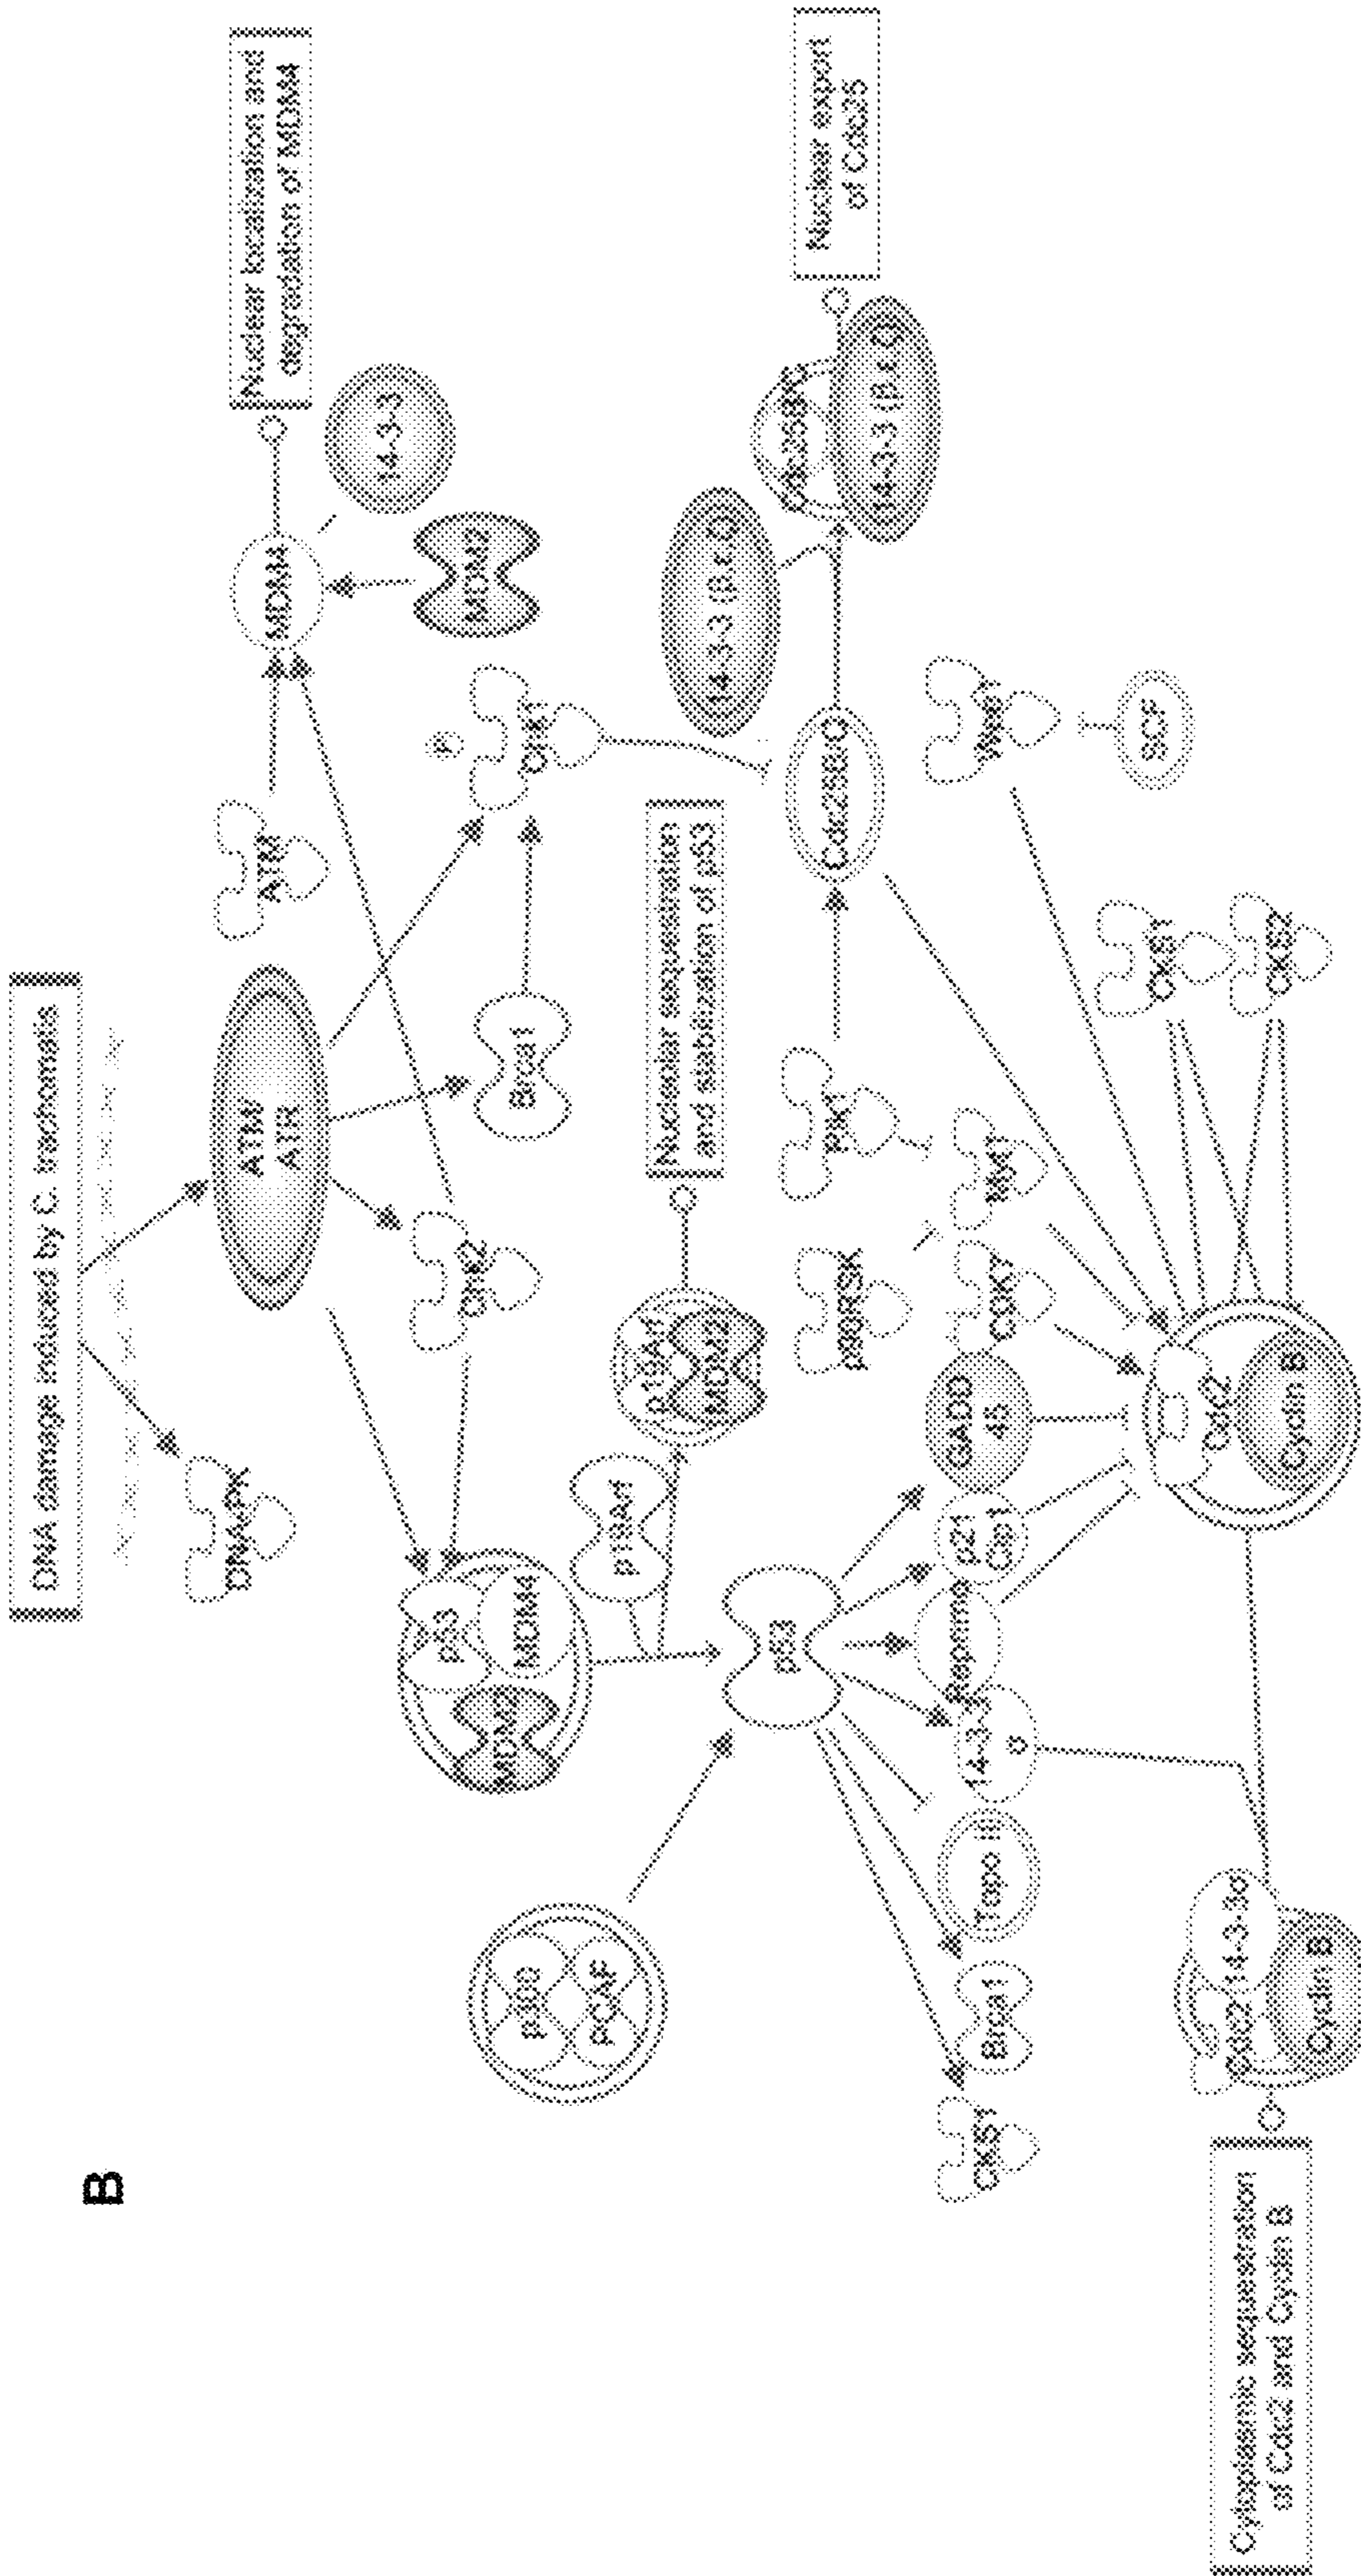 B
DNA damage induced by C. trachomatis
DNA-PK
ATM
ATR
ATM
MDM4
Nuclear localization and
degredation of MDM4
14-3-3
MDM2
CHK2
Brca1
P
CHK1
p53
MDM4
MDM2
p300
PCAF
p19Arf
p19Arf
MDM2
Nucleolar sequestration
and stabilization of p53
14-3-3 (β,ε,ζ)
Cdc25B/C
14-3-3 (β,ε,ζ)
Nuclear export
of Cdc25
p53
p90RSK
Plk1
Cdc25B/C
CKS1
Brca1
Topo II
14-3-3
σ
Reprimo
p21
Cip1
GADD
45
CDK7
Myt1
Wee1
SCF
CKS1
CKS2
Cdc2
Cyclin B
Cdc2
14-3-3σ
Cyclin B
Cytoplasmic sequestration
of Cdc2 and Cyclin B